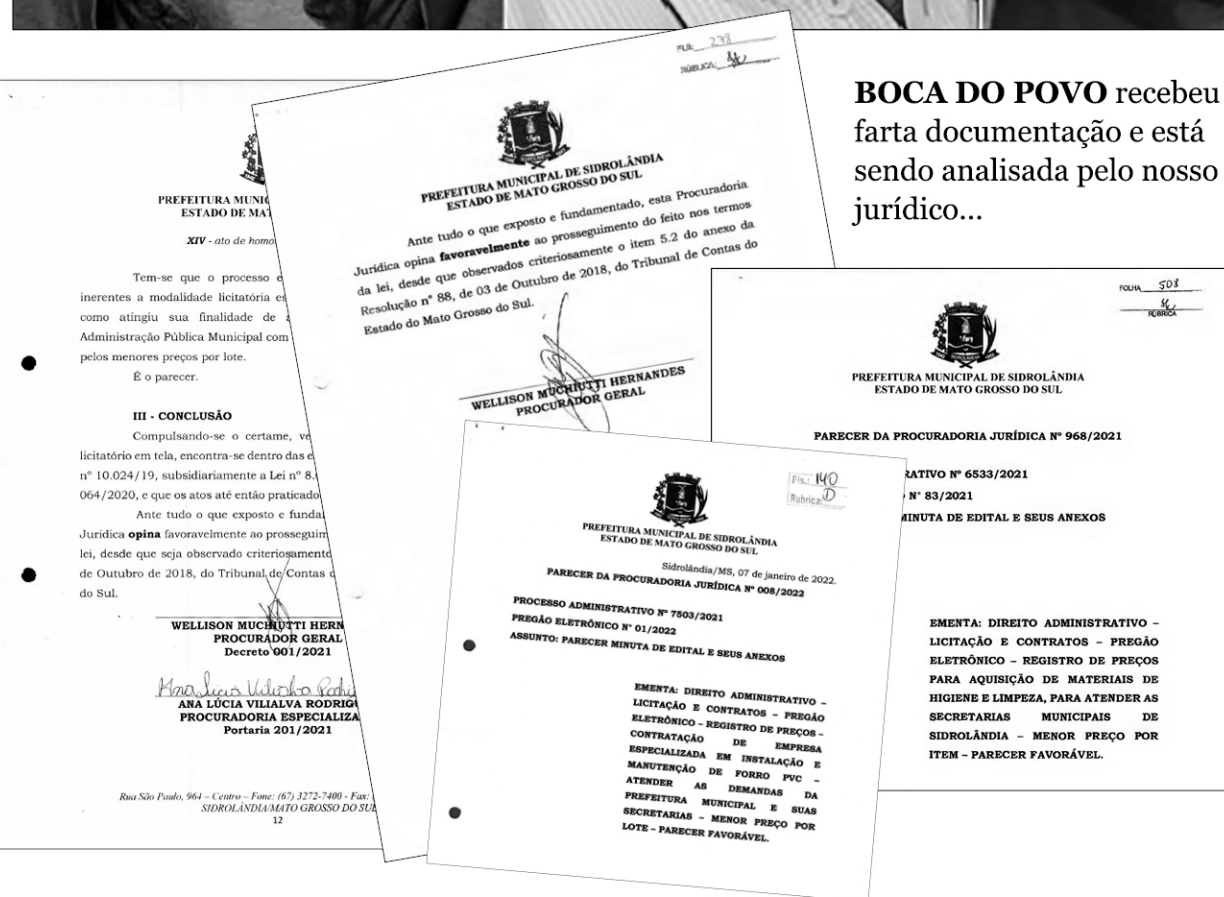 BOCA DO POVO recebeu
farta documentação e está
sendo analisada pelo nosso
jurídico...
PREFEITURA
ESTADO DE
XIV - ato de
Tem-se que o processo
inerentes a modalidade licitatória
como atingiu sua finalidade de
Administração Pública Municipal com
pelos menores preços por lote.
É o parecer.
III - CONCLUSÃO
Compulsando-se o certame,
licitatório em tela, encontra-se dentro das
nº 10.024/19, subsidiariamente a Lei nº
064/2020, e que os atos até então
Ante tudo o que exposto e
Jurídica opina favoravelmente ao
lei, desde que seja observado criteriosamente
de Outubro de 2018, do Tribunal de Contas
do Sul.
WELLISON MUCHIUTTI
PROCURADOR GERAL
Decreto 001/2021
ANA LÚCIA VILIALVA
PROCURADORIA
Portaria 201/2021
Rua São Paulo, 964 – Centro – Fone: (67) 3272-7400 - Fax:
SIDROLÂNDIA/MATO GROSSO DO SUL
12
278
RÚBRICA:
PREFEITURA MUNICIPAL DE SIDROLÂNDIA
ESTADO DE MATO GROSSO DO SUL
Ante tudo o que exposto e fundamentado, esta Procuradoria
Jurídica opina favoravelmente ao prosseguimento do feito nos termos
da lei, desde que observados criteriosamente o item 5.2 do anexo da
Resolução nº 88, de 03 de Outubro de 2018, do Tribunal de Contas do
Estado do Mato Grosso do Sul.
WELLISON MUCHIUTTI HERNANDES
PROCURADOR GERAL
FOLHA 508
RÚBRICA
PREFEITURA MUNICIPAL DE SIDROLÂNDIA
ESTADO DE MATO GROSSO DO SUL
PARECER DA PROCURADORIA JURÍDICA Nº 968/2021
Nº 6533/2021
Nº 83/2021
MINUTA DE EDITAL E SEUS ANEXOS
EMENTA: DIREITO ADMINISTRATIVO –
LICITAÇÃO E CONTRATOS – PREGÃO
ELETRÔNICO – REGISTRO DE PREÇOS
PARA AQUISIÇÃO DE MATERIAIS DE
HIGIENE E LIMPEZA, PARA ATENDER AS
SECRETARIAS MUNICIPAIS DE
SIDROLÂNDIA – MENOR PREÇO POR
ITEM – PARECER FAVORÁVEL.
Fls.: 140
Rubrica:
PREFEITURA MUNICIPAL DE SIDROLÂNDIA
ESTADO DE MATO GROSSO DO SUL
Sidrolândia/MS, 07 de janeiro de 2022.
PARECER DA PROCURADORIA JURÍDICA Nº 008/2022
PROCESSO ADMINISTRATIVO Nº 7503/2021
PREGÃO ELETRÔNICO Nº 01/2022
ASSUNTO: PARECER MINUTA DE EDITAL E SEUS ANEXOS
EMENTA: DIREITO ADMINISTRATIVO –
LICITAÇÃO E CONTRATOS – PREGÃO
ELETRÔNICO – REGISTRO DE PREÇOS –
CONTRATAÇÃO DE EMPRESA
ESPECIALIZADA EM INSTALAÇÃO E
MANUTENÇÃO DE FORRO PVC –
ATENDER AS DEMANDAS DA
PREFEITURA MUNICIPAL E SUAS
SECRETARIAS – MENOR PREÇO POR
LOTE – PARECER FAVORÁVEL.